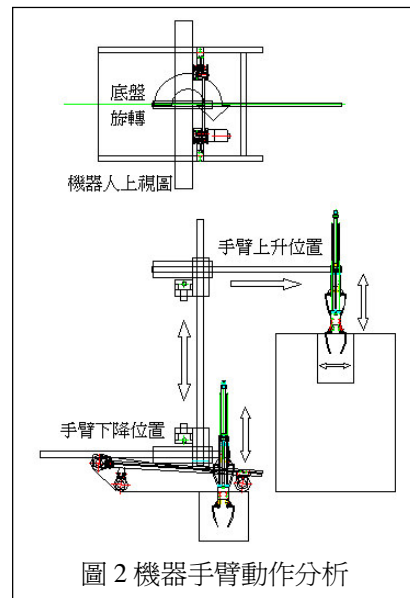 底盤
旋轉
機器人上視圖
手臂上升位置
手臂下降位置
圖 2 機器手臂動作分析